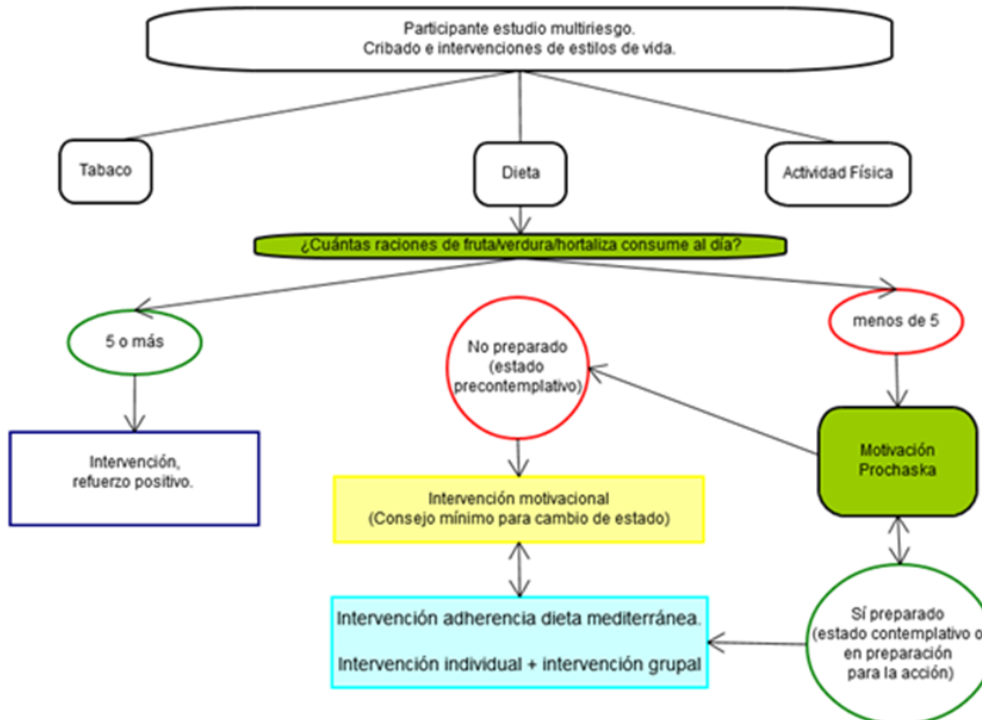 Participante estudio multiriesgo.
Cribado e intervenciones de estilos de vida.
Tabaco
Dieta
Actividad Física
¿Cuántas raciones de fruta/verdura/hortaliza consume al día?
5 o más
No preparado
(estado
precontemplativo)
menos de 5
Intervención,
refuerzo positivo.
Motivación
Prochaska
Intervención motivacional
(Consejo mínimo para cambio de estado)
Intervención adherencia dieta mediterránea.
Intervención individual + intervención grupal
Sí preparado
(estado contemplativo o
en preparación
para la acción)